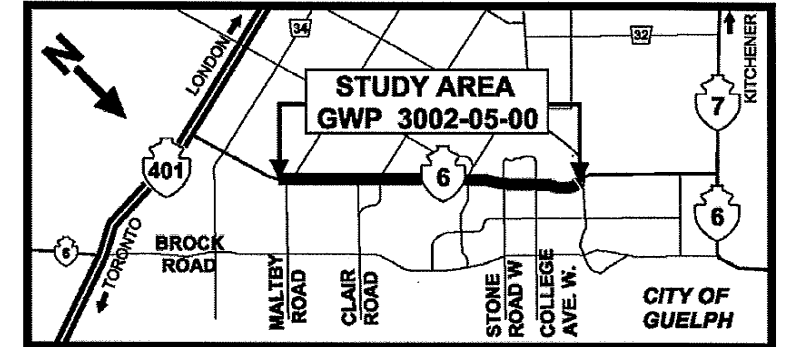 34
32
N
LONDON
KITCHENER
STUDY AREA
GWP 3002-05-00
7
401
6
6
6
TORONTO
BROCK
ROAD
MALTBY
ROAD
CLAIR
ROAD
STONE
ROAD W
COLLEGE
AVE. W.
CITY OF
GUELPH